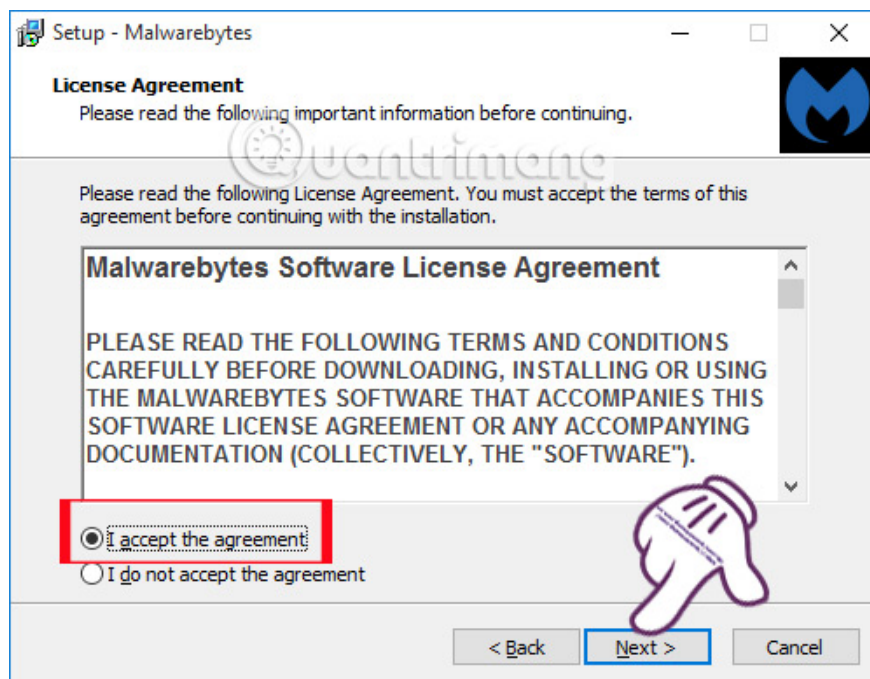 Setup - Malwarebytes
License Agreement
Please read the following important information before continuing.
Quantrimang
Please read the following License Agreement. You must accept the terms of this
agreement before continuing with the installation.
Malwarebytes Software License Agreement
PLEASE READ THE FOLLOWING TERMS AND CONDITIONS
CAREFULLY BEFORE DOWNLOADING, INSTALLING OR USING
THE MALWAREBYTES SOFTWARE THAT ACCOMPANIES THIS
SOFTWARE LICENSE AGREEMENT OR ANY ACCOMPANYING
DOCUMENTATION (COLLECTIVELY, THE "SOFTWARE").
I accept the agreement
I do not accept the agreement
< Back Next > Cancel